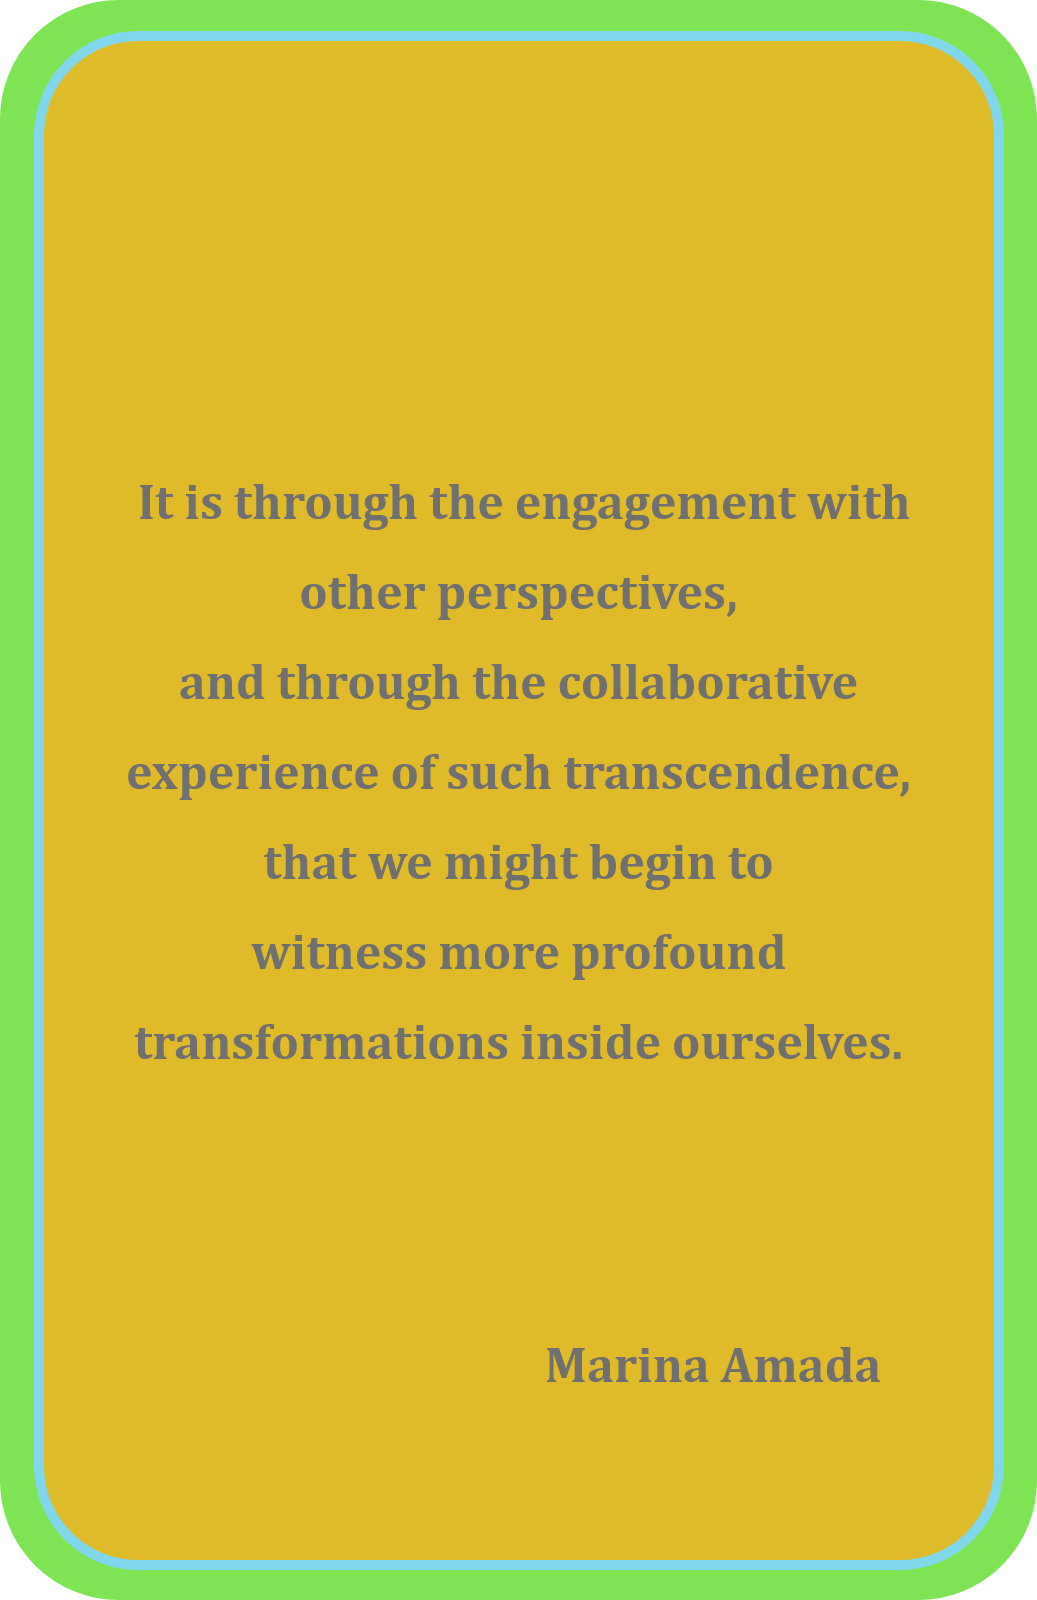 It is through the engagement with
other perspectives,
and through the collaborative
experience of such transcendence,
that we might begin to
witness more profound
transformations inside ourselves.
Marina Amada